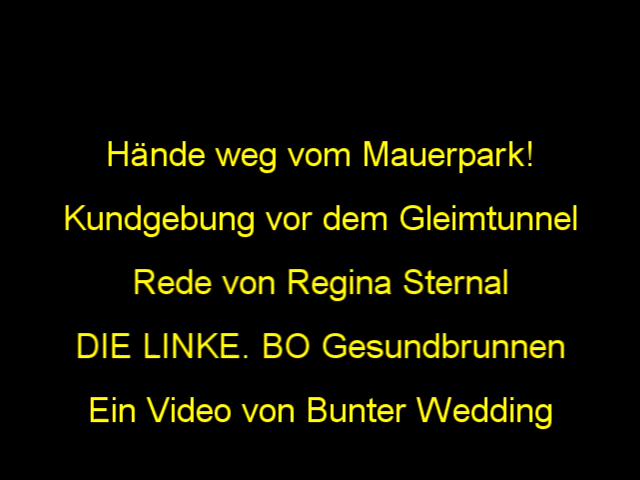 Hände weg vom Mauerpark!
Kundgebung vor dem Gleimtunnel
Rede von Regina Sternal
DIE LINKE. BO Gesundbrunnen
Ein Video von Bunter Wedding